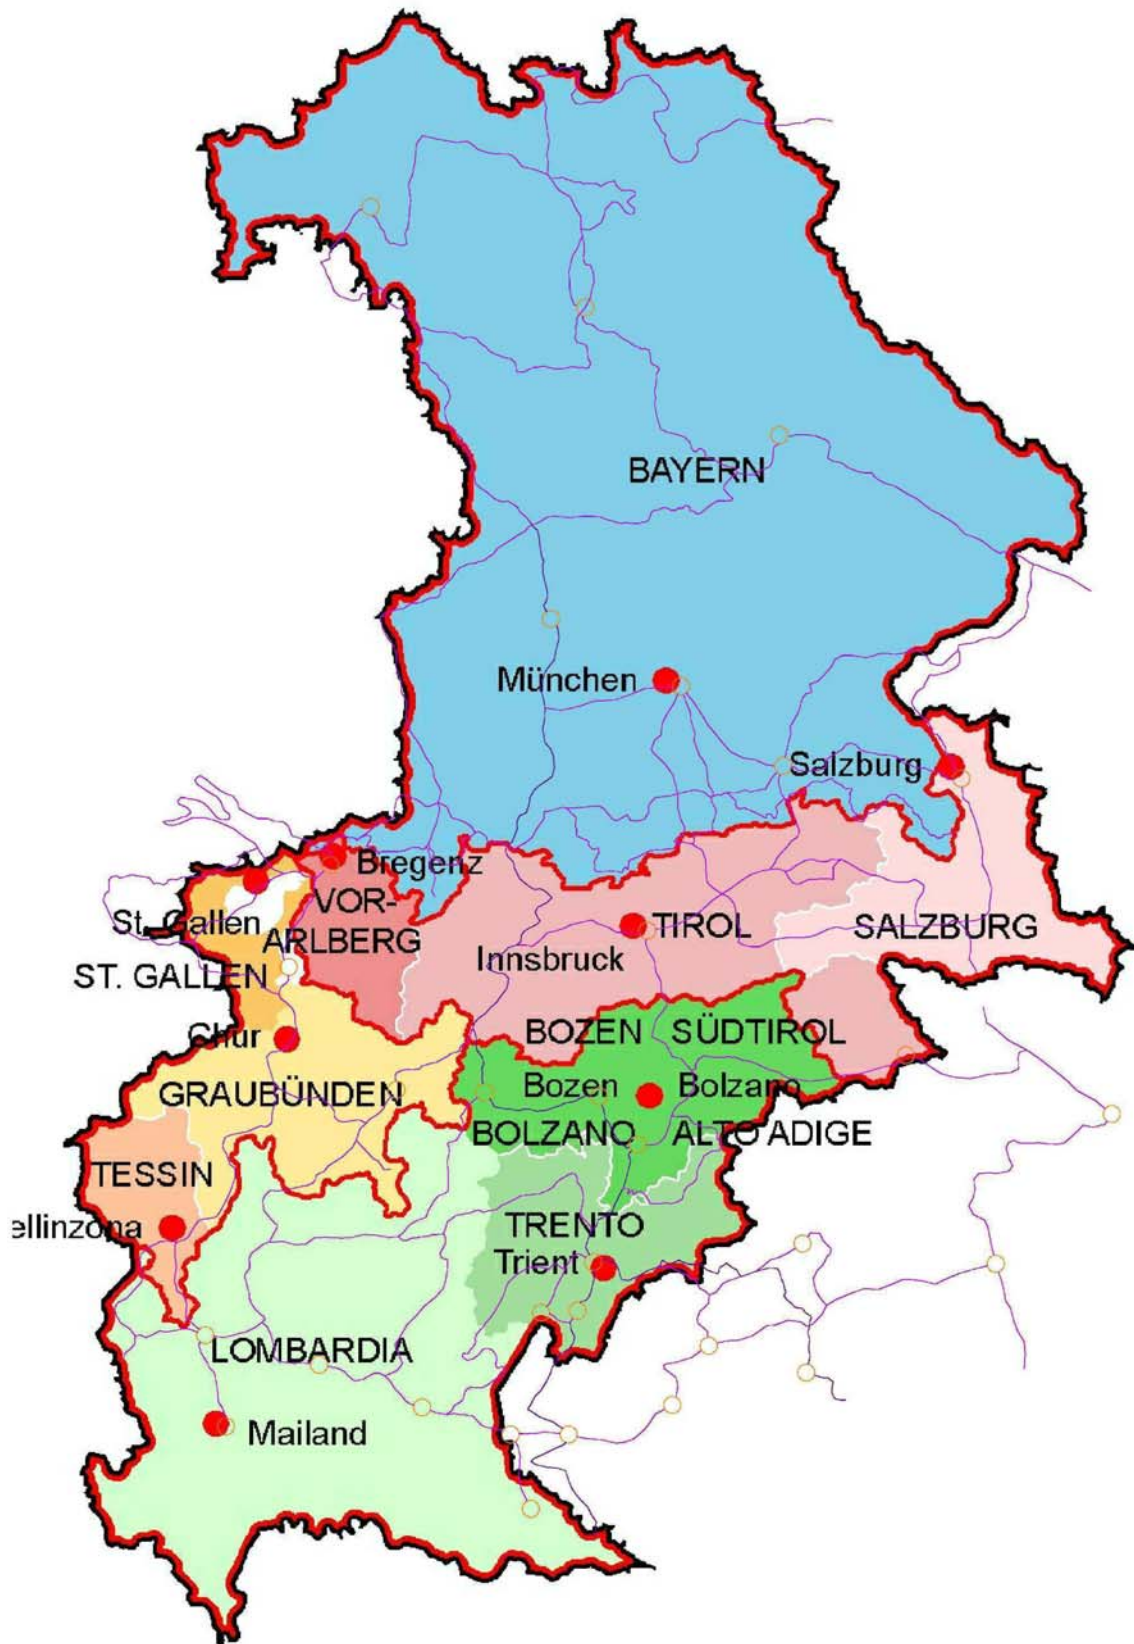 BAYERN
München
Salzburg
Bregenz
VOR-
ARLBERG
St. Gallen
ST. GALLEN
TIROL
Innsbruck
SALZBURG
Chur
GRAUBÜNDEN
BOZEN SÜDTIROL
Bozen Bolzano
BOLZANO ALTO ADIGE
TESSIN
ellinzona
TRENTO
Trient
LOMBARDIA
Mailand